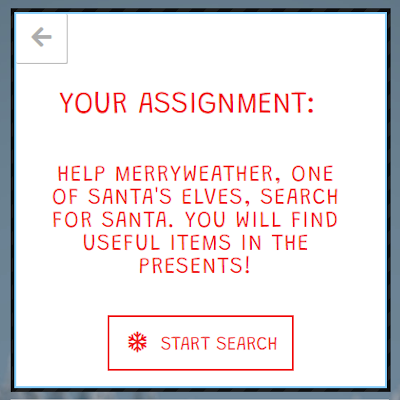 YOUR ASSIGNMENT:
HELP MERRYWEATHER, ONE
OF SANTA'S ELVES, SEARCH
FOR SANTA. YOU WILL FIND
USEFUL ITEMS IN THE
PRESENTS!
START SEARCH